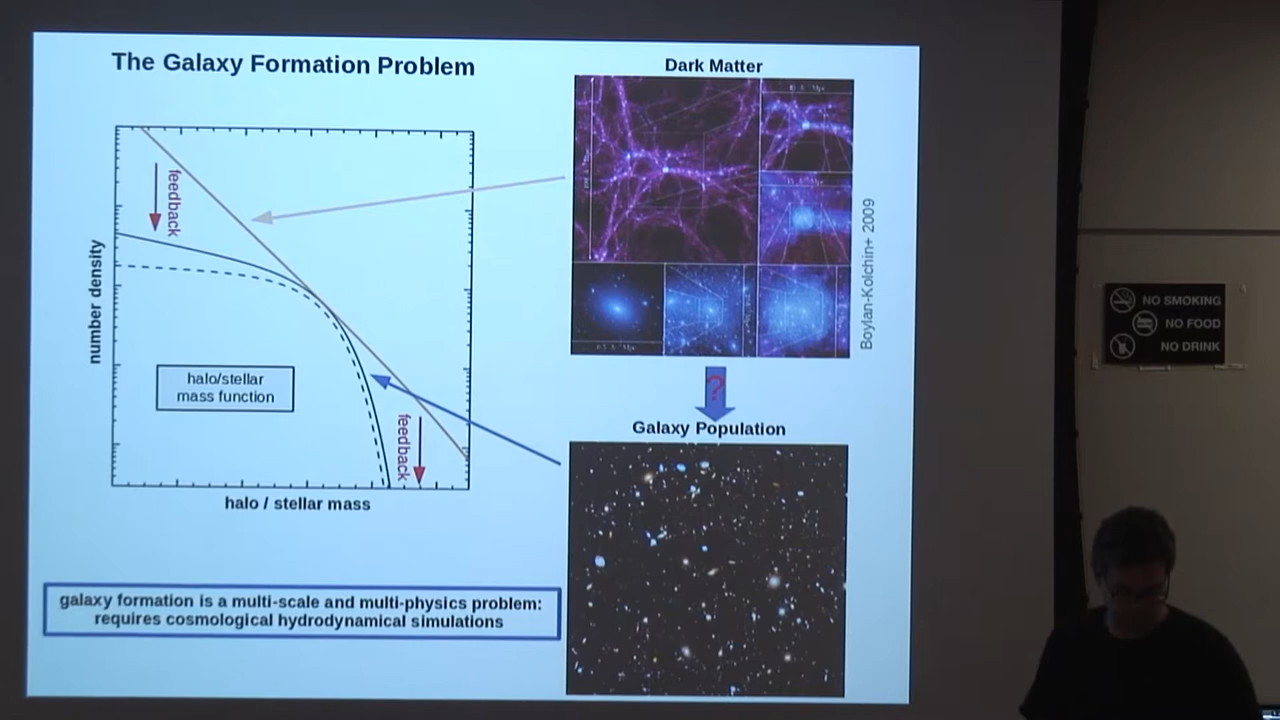 The Galaxy Formation Problem
Dark Matter
feedback
number density
halo/stellar
mass function
feedback
halo / stellar mass
Boylan-Kolchin+ 2009
?
Galaxy Population
galaxy formation is a multi-scale and multi-physics problem:
requires cosmological hydrodynamical simulations
NO SMOKING
NO FOOD
NO DRINK